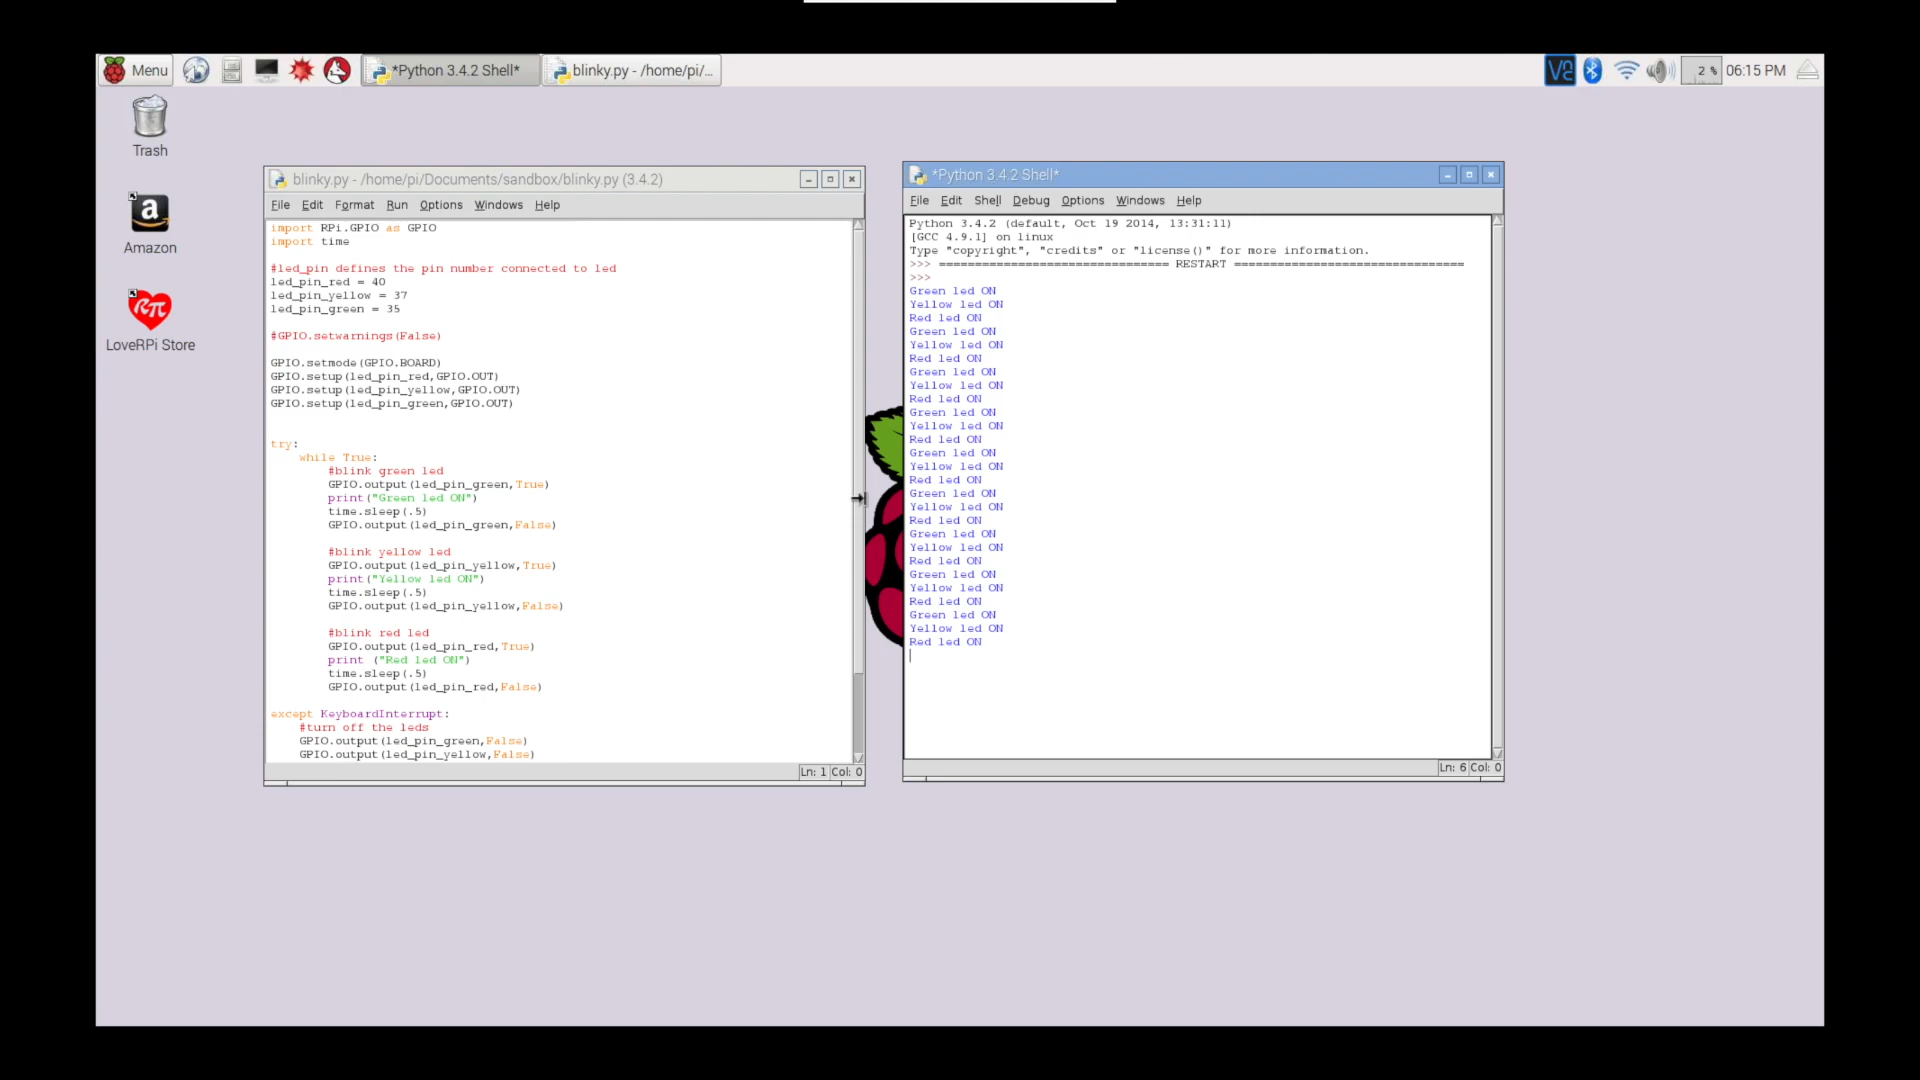 Menu
*Python 3.4.2 Shell*
blinky.py - /home/pi/...
2 %
06:15 PM
Trash
Amazon
LoveRPi Store
blinky.py - /home/pi/Documents/sandbox/blinky.py (3.4.2)
File Edit Format Run Options Windows Help
import RPi.GPIO as GPIO
import time
#led_pin defines the pin number connected to led
led_pin_red = 40
led_pin_yellow = 37
led_pin_green = 35
#GPIO.setwarnings(False)
GPIO.setmode(GPIO.BOARD)
GPIO.setup(led_pin_red,GPIO.OUT)
GPIO.setup(led_pin_yellow,GPIO.OUT)
GPIO.setup(led_pin_green,GPIO.OUT)
try:
    while True:
        #blink green led
        GPIO.output(led_pin_green,True)
        print("Green led ON")
        time.sleep(.5)
        GPIO.output(led_pin_green,False)
        #blink yellow led
        GPIO.output(led_pin_yellow,True)
        print("Yellow led ON")
        time.sleep(.5)
        GPIO.output(led_pin_yellow,False)
        #blink red led
        GPIO.output(led_pin_red,True)
        print ("Red led ON")
        time.sleep(.5)
        GPIO.output(led_pin_red,False)
except KeyboardInterrupt:
    #turn off the leds
    GPIO.output(led_pin_green,False)
    GPIO.output(led_pin_yellow,False)
Ln: 1 Col: 0
*Python 3.4.2 Shell*
File Edit Shell Debug Options Windows Help
Python 3.4.2 (default, Oct 19 2014, 13:31:11)
[GCC 4.9.1] on linux
Type "copyright", "credits" or "license()" for more information.
>>> ================================ RESTART ================================
>>>
Green led ON
Yellow led ON
Red led ON
Green led ON
Yellow led ON
Red led ON
Green led ON
Yellow led ON
Red led ON
Green led ON
Yellow led ON
Red led ON
Green led ON
Yellow led ON
Red led ON
Green led ON
Yellow led ON
Red led ON
Green led ON
Yellow led ON
Red led ON
Green led ON
Yellow led ON
Red led ON
Green led ON
Yellow led ON
Red led ON
Ln: 6 Col: 0